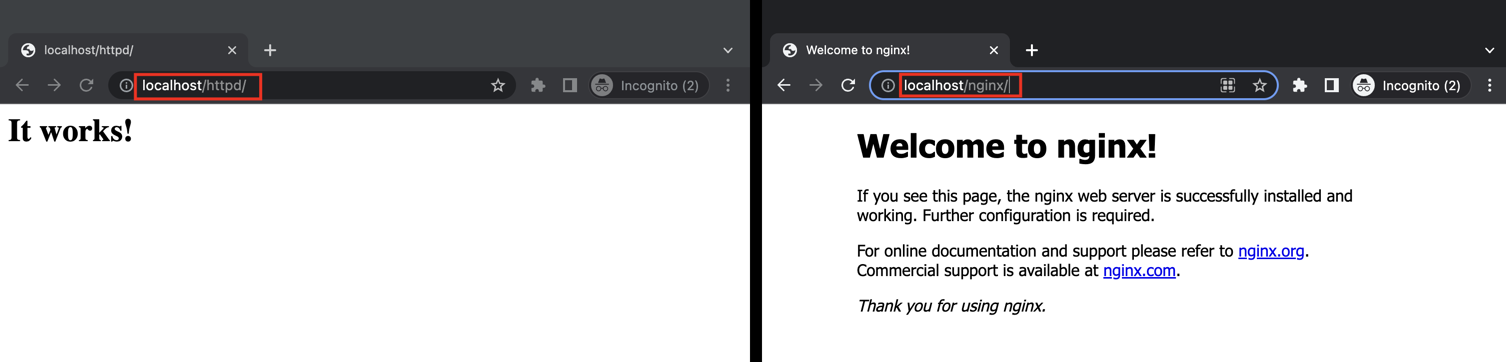 localhost/httpd/
localhost/httpd/
Incognito (2)
It works!
Welcome to nginx!
localhost/nginx/
Incognito (2)
Welcome to nginx!
If you see this page, the nginx web server is successfully installed and
working. Further configuration is required.
For online documentation and support please refer to nginx.org.
Commercial support is available at nginx.com.
Thank you for using nginx.